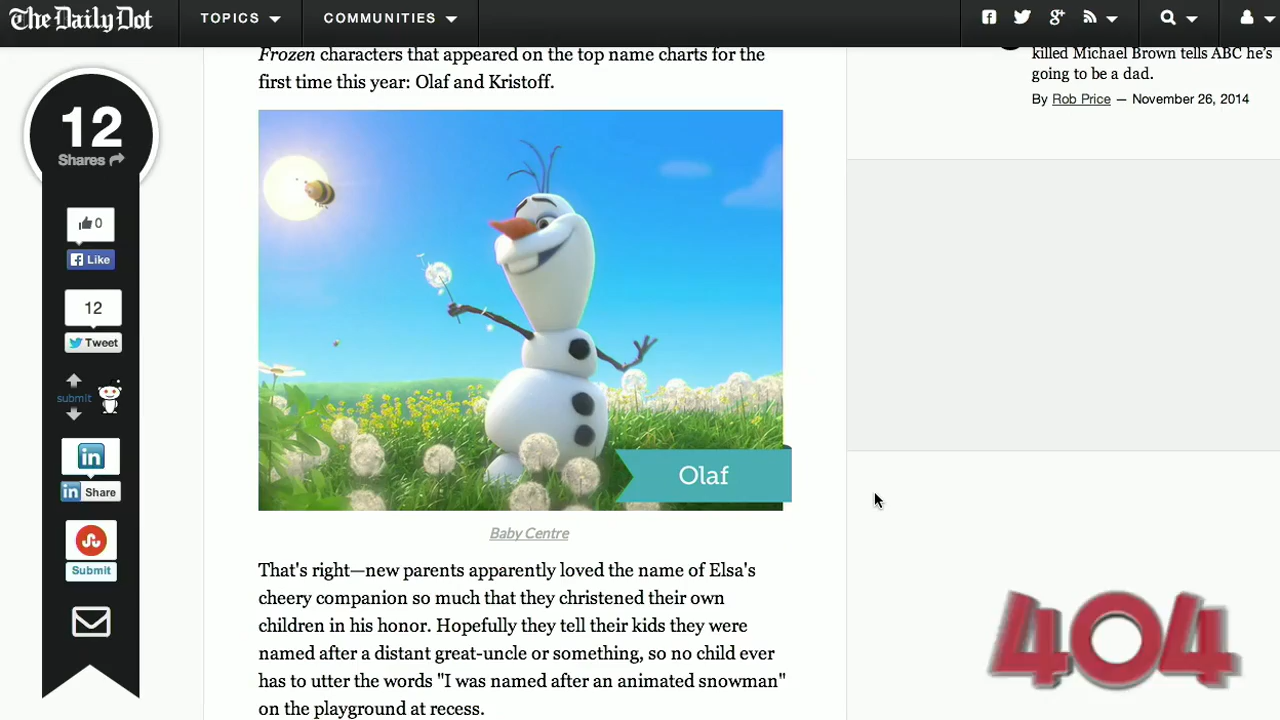 The Daily Dot
TOPICS
COMMUNITIES
12
Shares
0
Like
12
Tweet
submit
in
in Share
Submit
Frozen characters that appeared on the top name charts for the
first time this year: Olaf and Kristoff.
Olaf
Baby Centre
That's right—new parents apparently loved the name of Elsa's
cheery companion so much that they christened their own
children in his honor. Hopefully they tell their kids they were
named after a distant great-uncle or something, so no child ever
has to utter the words "I was named after an animated snowman"
on the playground at recess.
killed Michael Brown tells ABC he's
going to be a dad.
By Rob Price — November 26, 2014
404